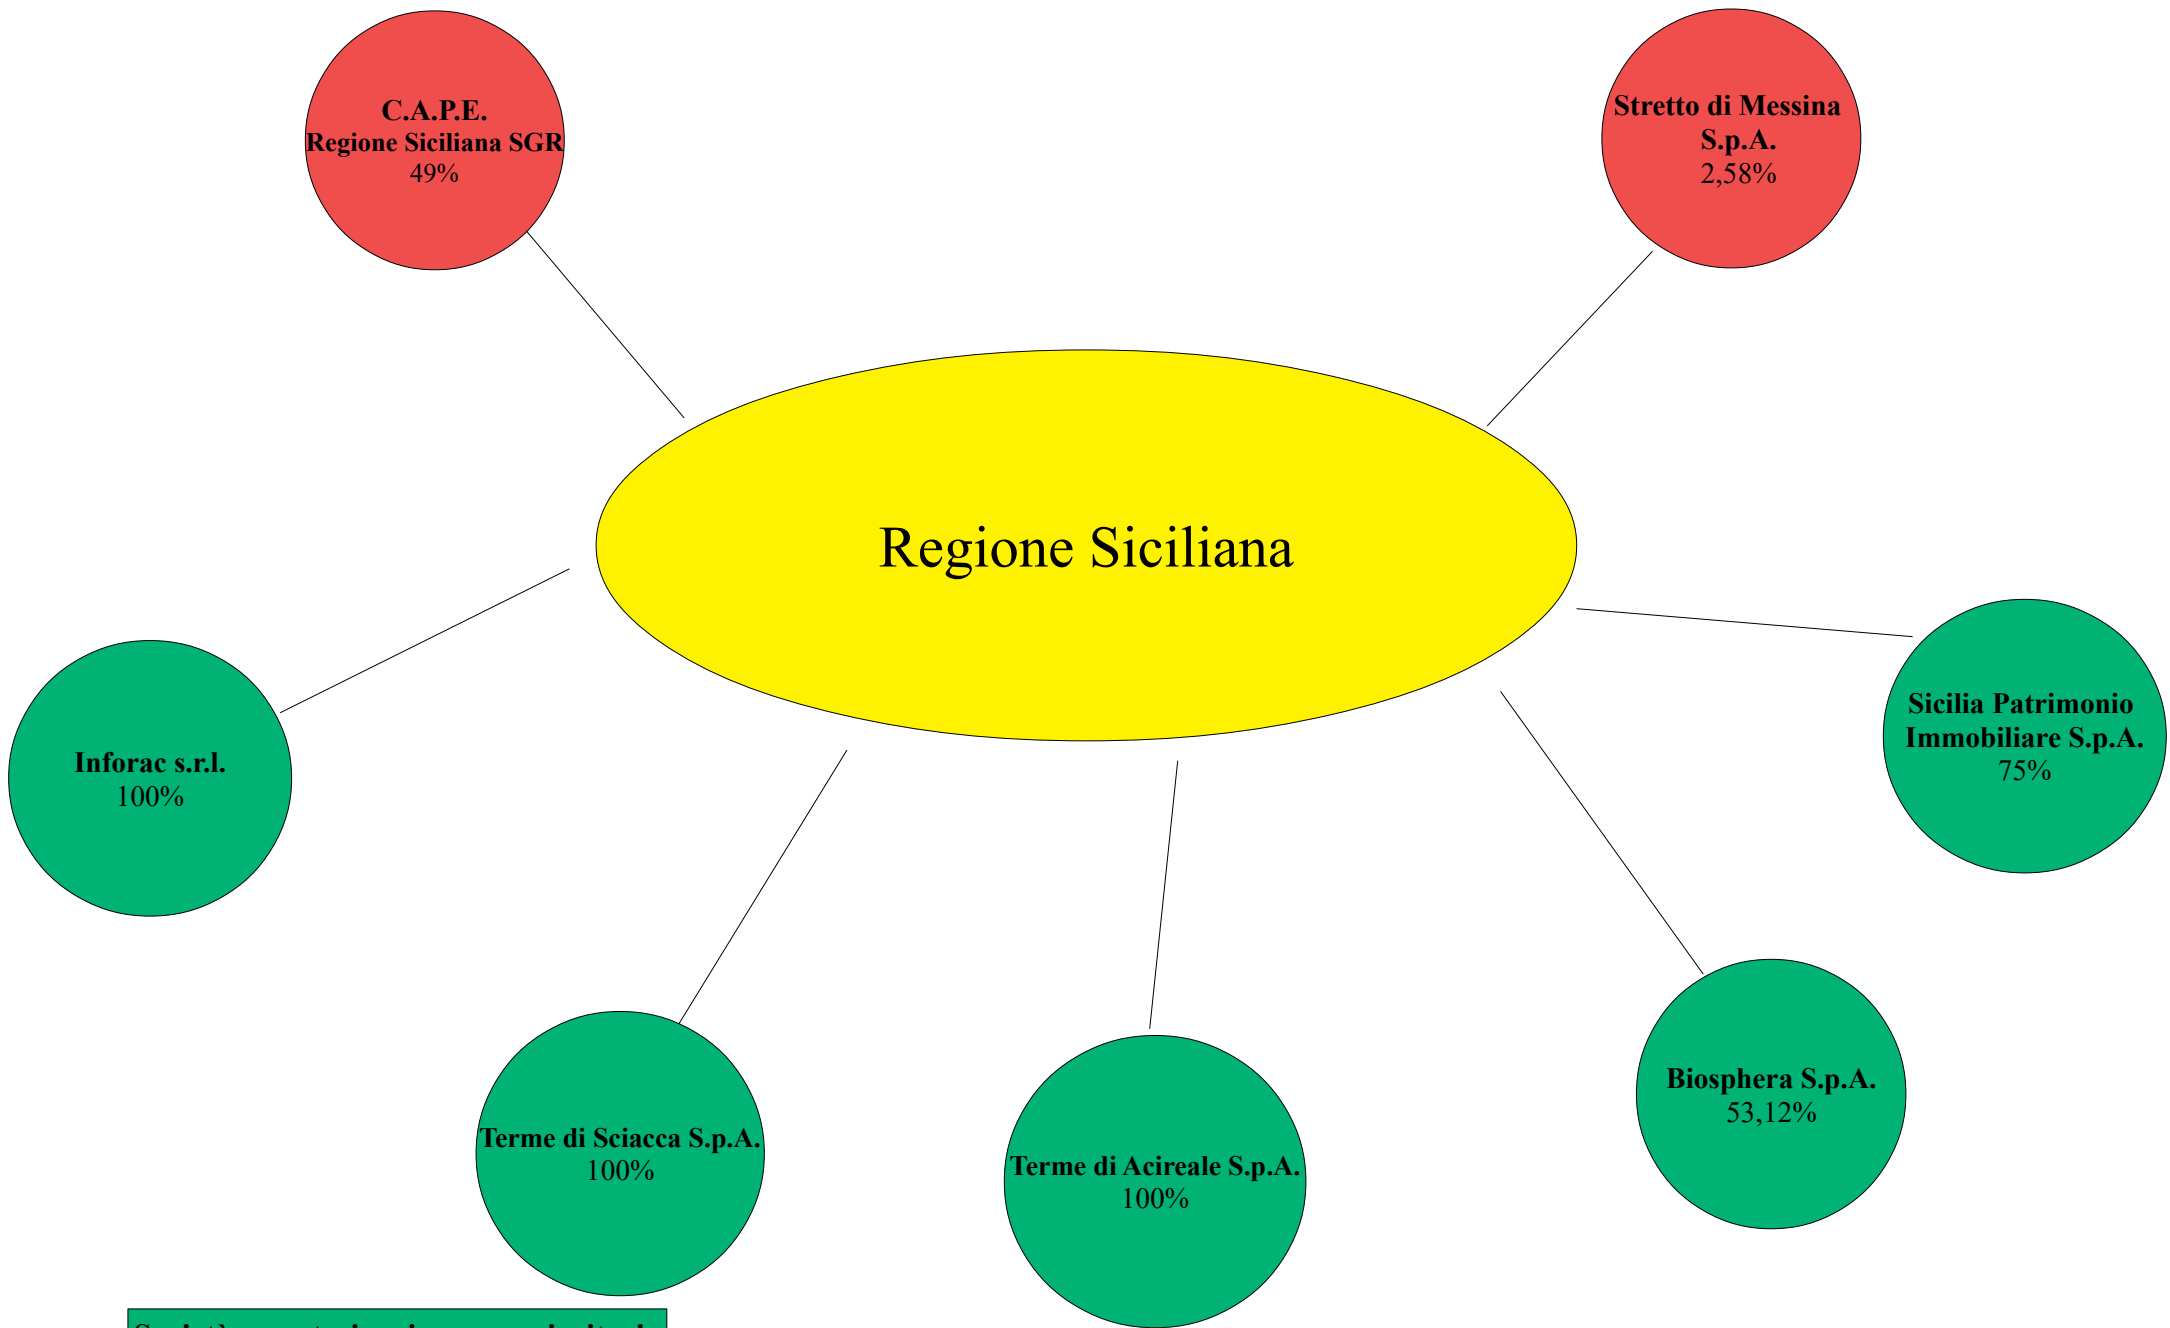 C.A.P.E.
Regione Siciliana SGR
49%
Stretto di Messina
S.p.A.
2,58%
Regione Siciliana
Sicilia Patrimonio
Immobiliare S.p.A.
75%
Inforac s.r.l.
100%
Biosphera S.p.A.
53,12%
Terme di Sciacca S.p.A.
100%
Terme di Acireale S.p.A.
100%